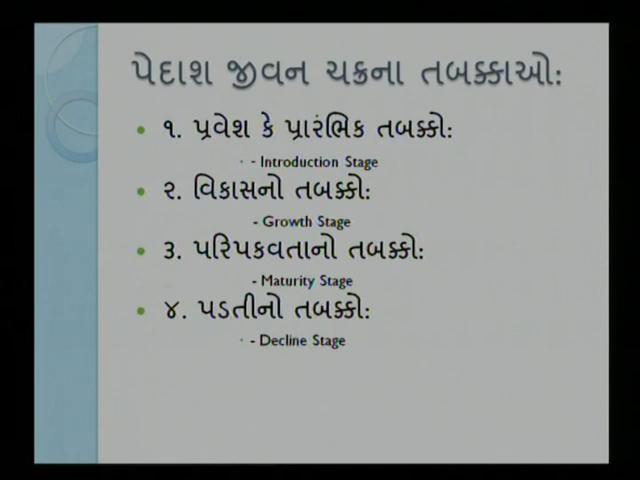 પેદાશ જીવન ચક્રના તબક્કાઓ:
૧. પ્રવેશ કે પ્રારંભિક તબક્કો:
- Introduction Stage
૨. વિકાસનો તબક્કો:
- Growth Stage
૩. પરિપકવતાનો તબક્કો:
- Maturity Stage
૪. પડતીનો તબક્કો:
- Decline Stage